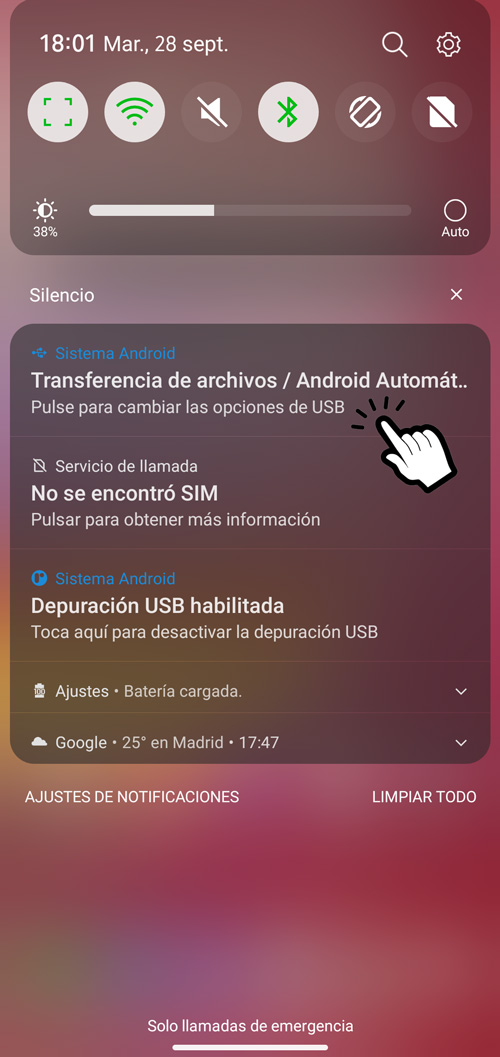 18:01 Mar., 28 sept.
38%
Auto
Silencio
Sistema Android
Transferencia de archivos / Android Automát..
Pulse para cambiar las opciones de USB
Servicio de llamada
No se encontró SIM
Pulsar para obtener más información
Sistema Android
Depuración USB habilitada
Toca aquí para desactivar la depuración USB
Ajustes • Batería cargada.
Google • 25° en Madrid • 17:47
AJUSTES DE NOTIFICACIONES LIMPIAR TODO
Solo llamadas de emergencia